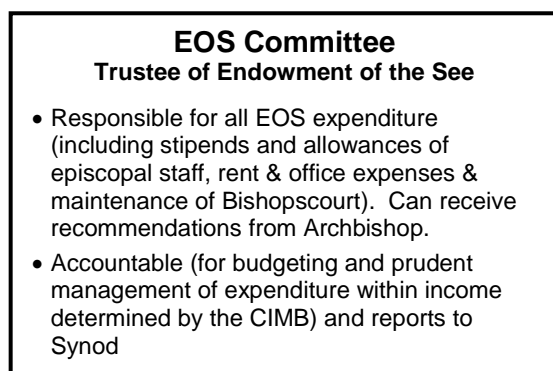 EOS Committee
Trustee of Endowment of the See
• Responsible for all EOS expenditure
(including stipends and allowances of
episcopal staff, rent & office expenses &
maintenance of Bishopscourt).  Can receive
recommendations from Archbishop.
• Accountable (for budgeting and prudent
management of expenditure within income
determined by the CIMB) and reports to
Synod